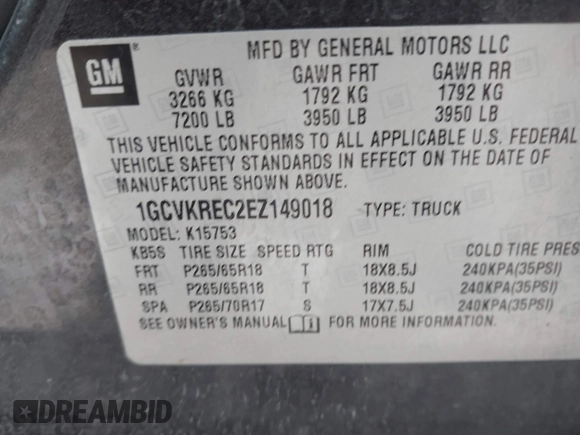 GM
MFD BY GENERAL MOTORS LLC
GVWR GAWR FRT GAWR RR
3266 KG 1792 KG 1792 KG
7200 LB 3950 LB 3950 LB
THIS VEHICLE CONFORMS TO ALL APPLICABLE U.S. FEDERAL
VEHICLE SAFETY STANDARDS IN EFFECT ON THE DATE OF
MANUFACTURE SHOWN ABOVE.
1GCVKREC2EZ149018 TYPE: TRUCK
MODEL: K15753
KB5S TIRE SIZE SPEED RTG RIM COLD TIRE PRES
FRT P265/65R18 T 18X8.5J 240KPA(35PSI)
RR P265/65R18 T 18X8.5J 240KPA(35PSI)
SPA P265/70R17 S 17X7.5J 240KPA(35PSI)
SEE OWNER'S MANUAL FOR MORE INFORMATION.
DREAMBID